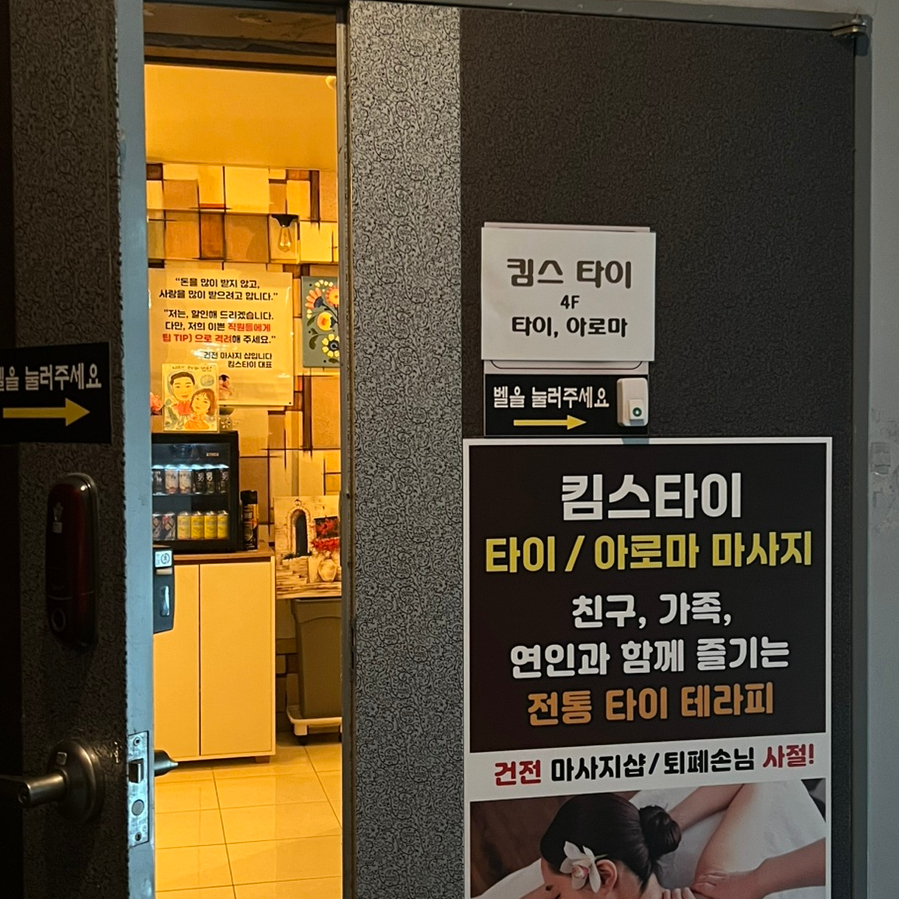 "돈을 많이 받지 않고,
사랑을 많이 받으려고 합니다."
"저는, 할인해 드리겠습니다.
다만, 저희 이쁜 직원들에게
팁 TIP) 으로 격려해 주세요."
건전 마사지 샵입니다
킴스타이 대표
벨을 눌러주세요
킴스 타이
4F
타이, 아로마
벨을 눌러주세요
킴스타이
타이 / 아로마 마사지
친구, 가족,
연인과 함께 즐기는
전통 타이 테라피
건전 마사지샵/퇴폐손님 사절!